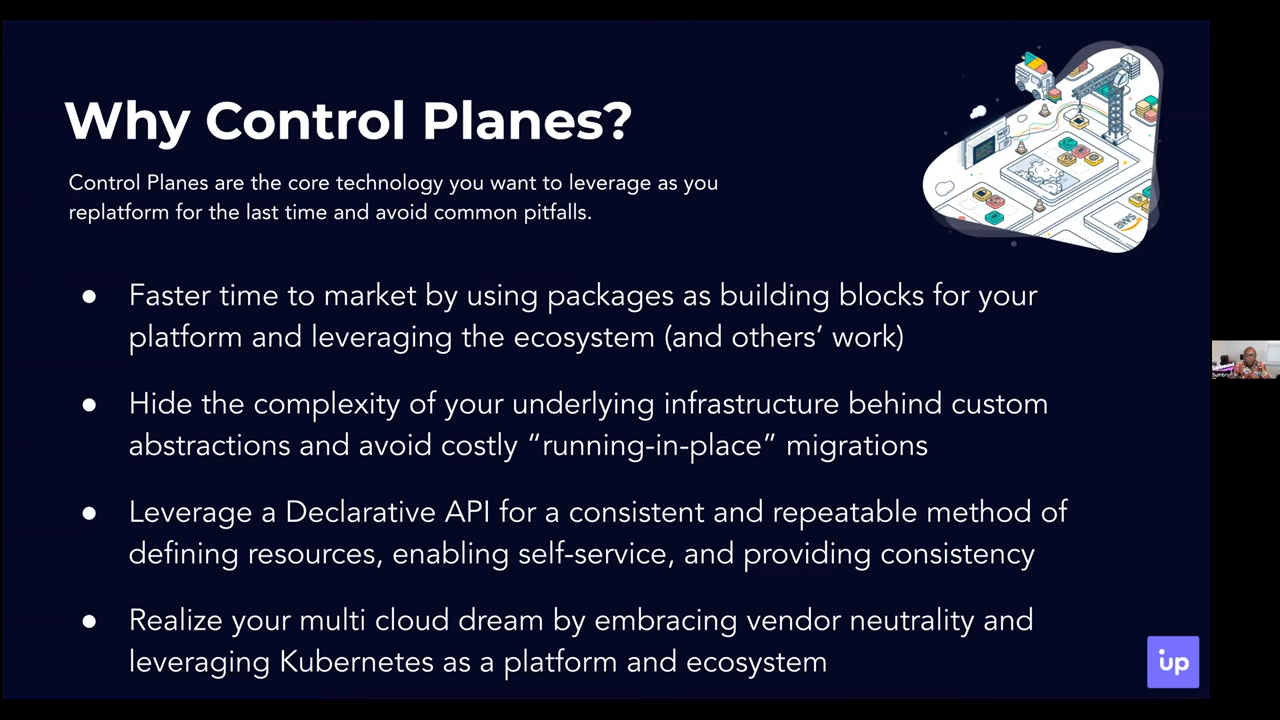 Why Control Planes?
Control Planes are the core technology you want to leverage as you
replatform for the last time and avoid common pitfalls.
● Faster time to market by using packages as building blocks for your
platform and leveraging the ecosystem (and others’ work)
● Hide the complexity of your underlying infrastructure behind custom
abstractions and avoid costly “running-in-place” migrations
● Leverage a Declarative API for a consistent and repeatable method of
defining resources, enabling self-service, and providing consistency
● Realize your multi cloud dream by embracing vendor neutrality and
leveraging Kubernetes as a platform and ecosystem
up